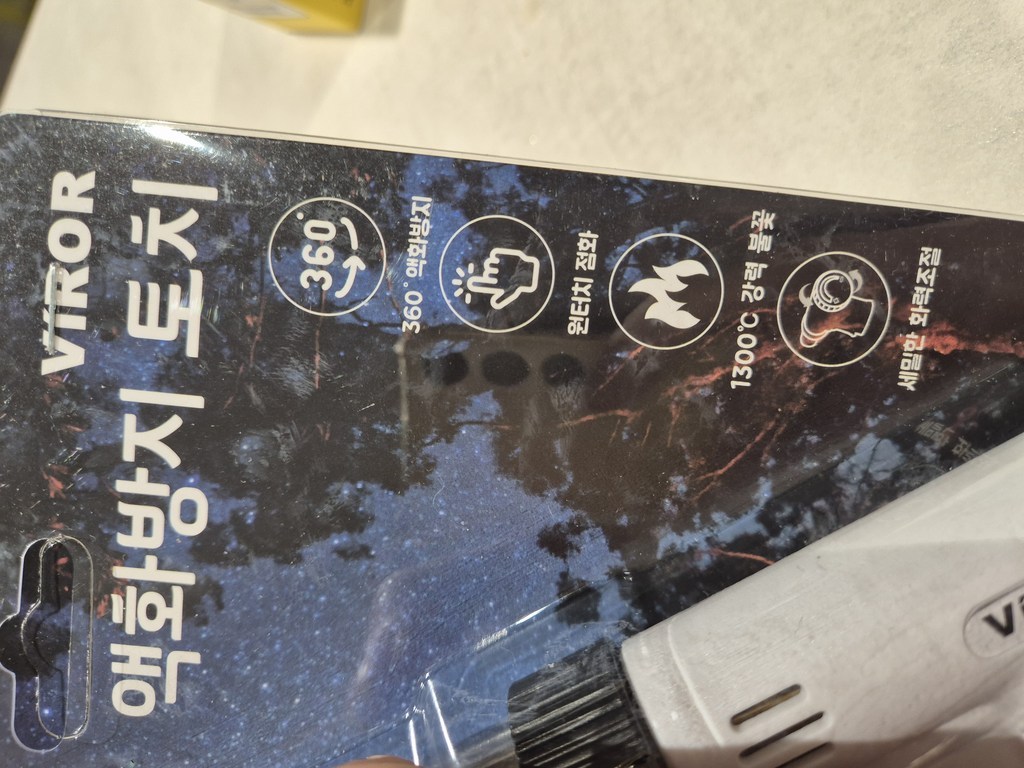 VIROR
액화방지 토치
360°
360° 액화방지
원터치 점화
1300℃ 강력 불꽃
세밀한 화력조절
Vi